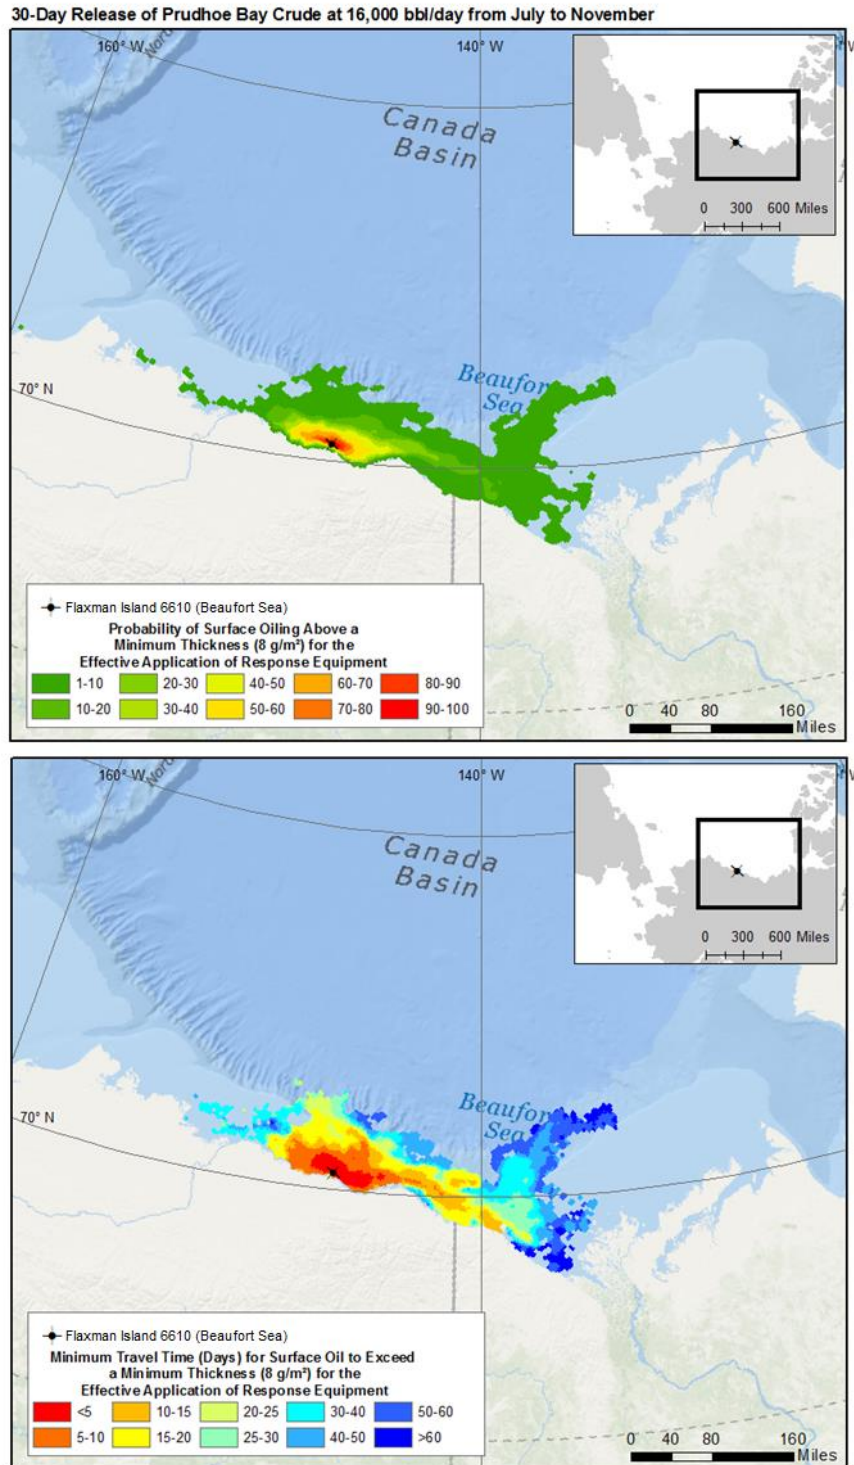 30-Day Release of Prudhoe Bay Crude at 16,000 bbl/day from July to November
160° W
140° W
W
Canada
Basin
0 300 600 Miles
Beaufor
Sea
70° N
Flaxman Island 6610 (Beaufort Sea)
Probability of Surface Oiling Above a
Minimum Thickness (8 g/m²) for the
Effective Application of Response Equipment
1-10 20-30 40-50 60-70 80-90
10-20 30-40 50-60 70-80 90-100
0 40 80 160
Miles
160° W
140° W
W
Canada
Basin
0 300 600 Miles
Beaufor
Sea
70° N
Flaxman Island 6610 (Beaufort Sea)
Minimum Travel Time (Days) for Surface Oil to Exceed
a Minimum Thickness (8 g/m²) for the
Effective Application of Response Equipment
<5 10-15 20-25 30-40 50-60
5-10 15-20 25-30 40-50 >60
0 40 80 160
Miles